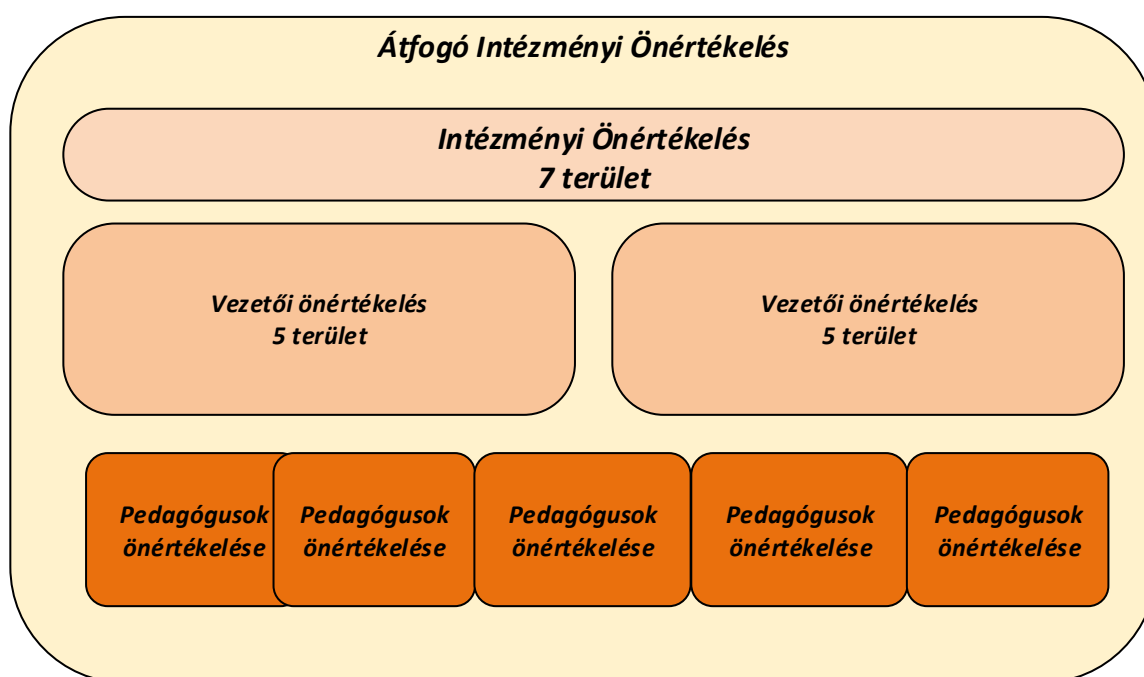 Átfogó Intézményi Önértékelés
Intézményi Önértékelés
7 terület
Vezetői önértékelés
5 terület
Vezetői önértékelés
5 terület
Pedagógusok
önértékelése
Pedagógusok
önértékelése
Pedagógusok
önértékelése
Pedagógusok
önértékelése
Pedagógusok
önértékelése